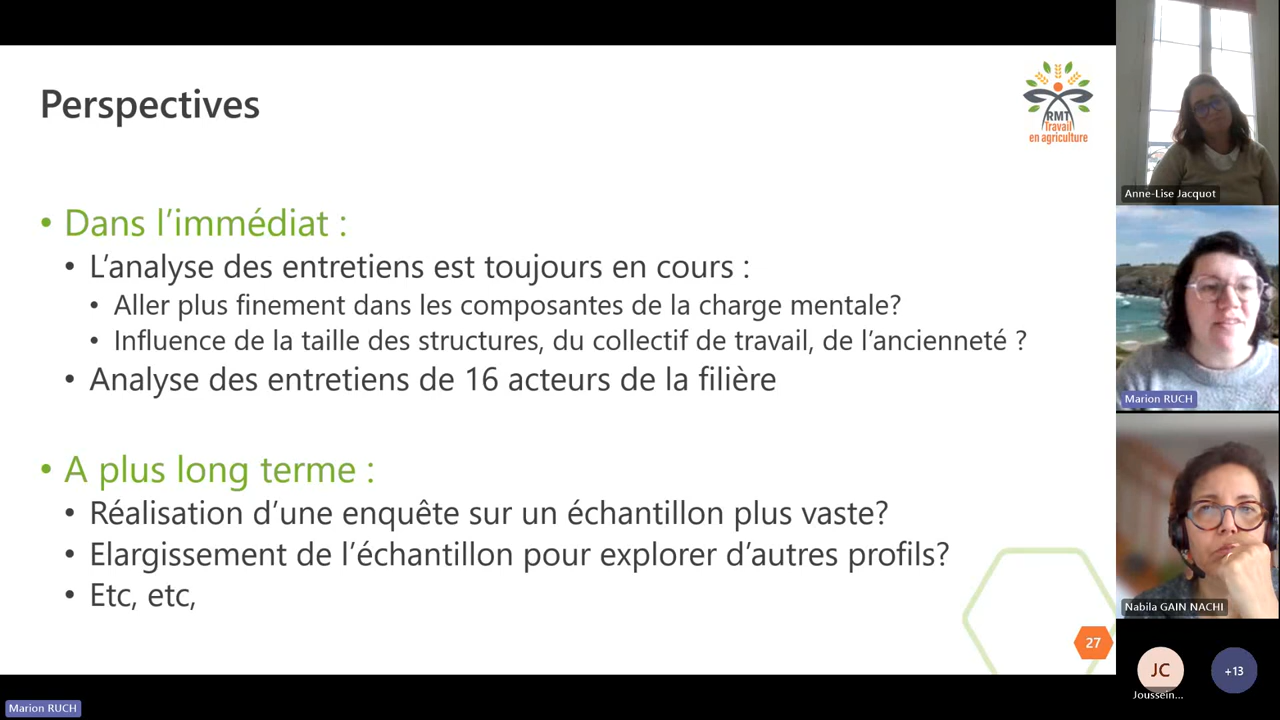 Perspectives
RMT
Travail
en agriculture
• Dans l'immédiat :
• L'analyse des entretiens est toujours en cours :
• Aller plus finement dans les composantes de la charge mentale?
• Influence de la taille des structures, du collectif de travail, de l'ancienneté ?
• Analyse des entretiens de 16 acteurs de la filière
• A plus long terme :
• Réalisation d'une enquête sur un échantillon plus vaste?
• Elargissement de l'échantillon pour explorer d'autres profils?
• Etc, etc,
27
Marion RUCH
Anne-Lise Jacquot
Marion RUCH
Nabila GAIN NACHI
JC
Joussein...
+13